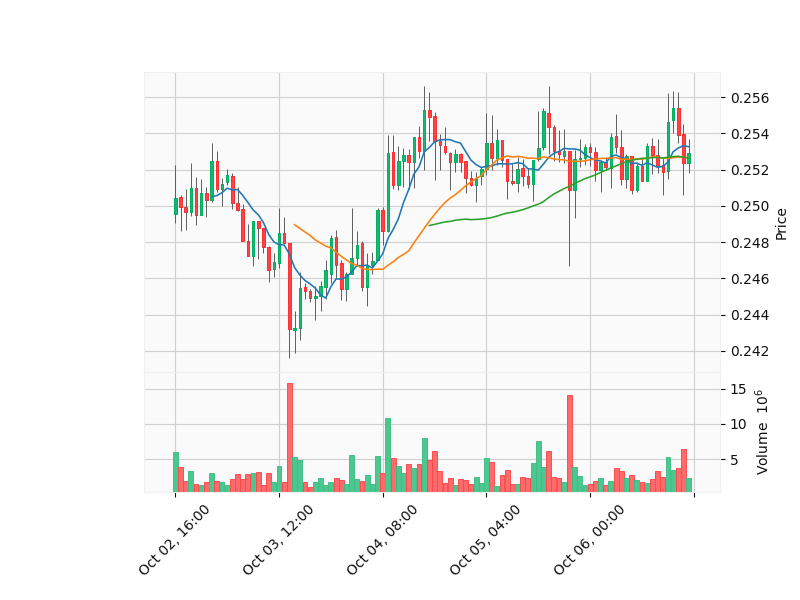 0.256
0.254
0.252
0.250
0.248
0.246
0.244
0.242
Price
15
10
5
Volume 10^6
Oct 02, 16:00
Oct 03, 12:00
Oct 04, 08:00
Oct 05, 04:00
Oct 06, 00:00